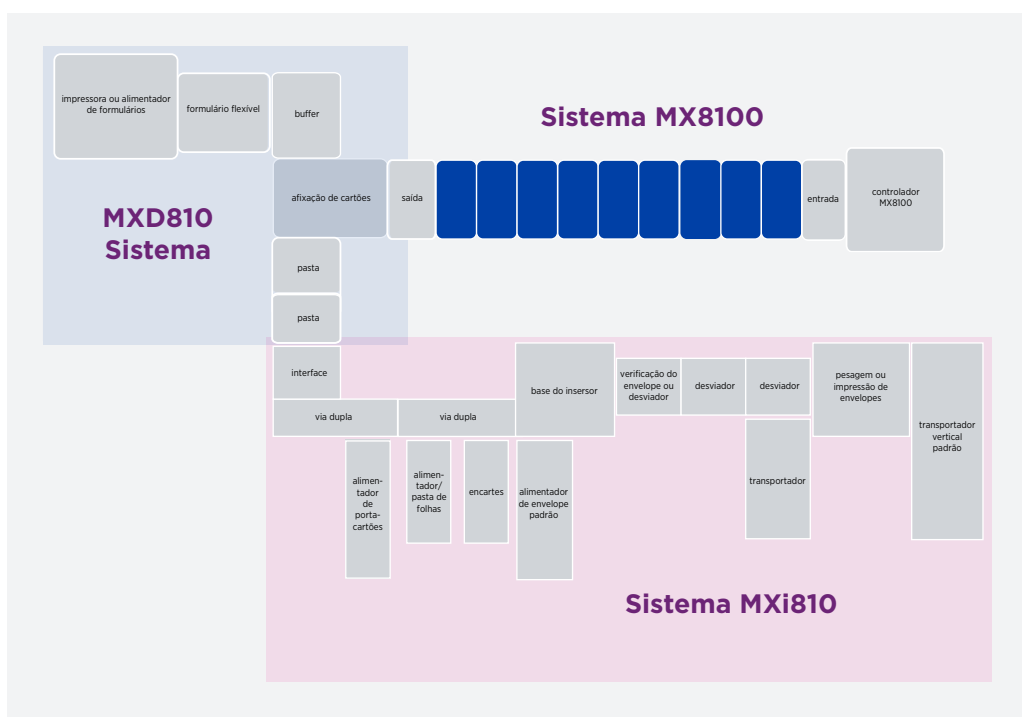 impressora ou alimentador
de formulários
formulário flexível
buffer
Sistema MX8100
afixação de cartões
saída
entrada
controlador
MX8100
MXD810
Sistema
pasta
pasta
interface
via dupla
via dupla
base do insersor
verificação do
envelope ou
desviador
desviador
desviador
pesagem ou
impressão de
envelopes
transportador
vertical
padrão
alimen-
tador
de
porta-
cartões
alimen-
tador/
pasta de
folhas
encartes
alimentador
de envelope
padrão
transportador
Sistema MXi810